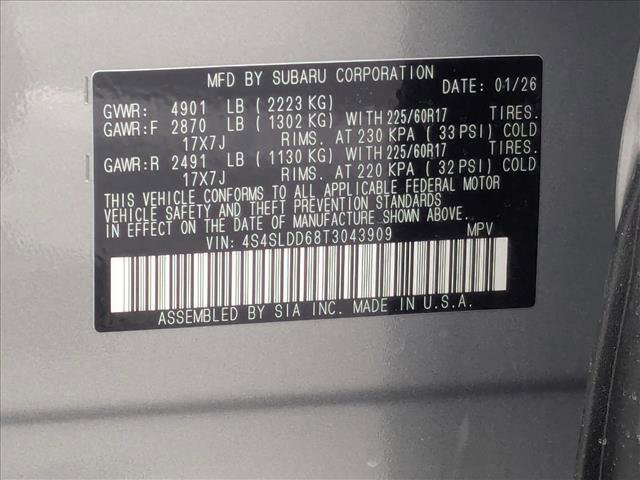 MFD BY SUBARU CORPORATION DATE: 01/26
GVWR: 4901 LB (2223 KG)
GAWR:F 2870 LB (1302 KG) WITH 225/60R17 TIRES.
17X7J RIMS. AT 230 KPA (33 PSI) COLD
GAWR:R 2491 LB (1130 KG) WITH 225/60R17 TIRES.
17X7J RIMS. AT 220 KPA (32 PSI) COLD
THIS VEHICLE CONFORMS TO ALL APPLICABLE FEDERAL MOTOR
VEHICLE SAFETY AND THEFT PREVENTION STANDARDS
IN EFFECT ON THE DATE OF MANUFACTURE SHOWN ABOVE.
VIN: 4S4SLDD68T3043909 MPV
ASSEMBLED BY SIA INC. MADE IN U.S.A.